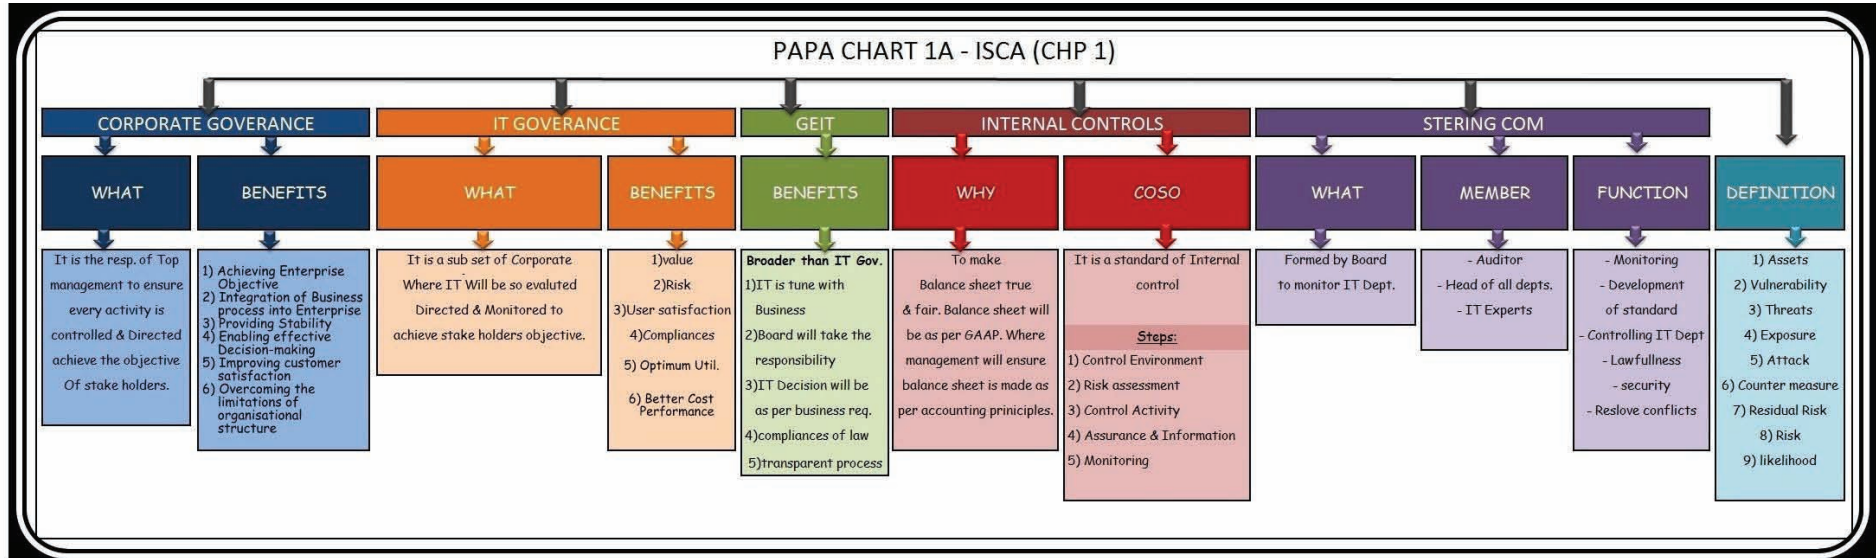 PAPA CHART 1A - ISCA (CHP 1)
CORPORATE GOVERANCE
IT GOVERANCE
GEIT
INTERNAL CONTROLS
STERING COM
WHAT
BENEFITS
WHAT
BENEFITS
BENEFITS
WHY
COSO
WHAT
MEMBER
FUNCTION
DEFINITION
It is the resp. of Top
management to ensure
every activity is
controlled & Directed
achieve the objective
Of stake holders.
1) Achieving Enterprise
Objective
2) Integration of Business
process into Enterprise
3) Providing Stability
4) Enabling effective
Decision-making
5) Improving customer
satisfaction
6) Overcoming the
limitations of
organisational
structure
It is a sub set of Corporate
Where IT Will be so evaluted
Directed & Monitored to
achieve stake holders objective.
1)value
2)Risk
3)User satisfaction
4)Compliances
5) Optimum Util.
6) Better Cost
Performance
Broader than IT Gov.
1)IT is tune with
Business
2)Board will take the
responsibility
3)IT Decision will be
as per business req.
4)compliances of law
5)transparent process
To make
Balance sheet true
& fair. Balance sheet will
be as per GAAP. Where
management will ensure
balance sheet is made as
per accounting priniciples.
It is a standard of Internal
control
Steps:
1) Control Environment
2) Risk assessment
3) Control Activity
4) Assurance & Information
5) Monitoring
Formed by Board
to monitor IT Dept.
- Auditor
- Head of all depts.
- IT Experts
- Monitoring
- Development
of standard
- Controlling IT Dept
- Lawfullness
- security
- Reslove conflicts
1) Assets
2) Vulnerability
3) Threats
4) Exposure
5) Attack
6) Counter measure
7) Residual Risk
8) Risk
9) likelihood